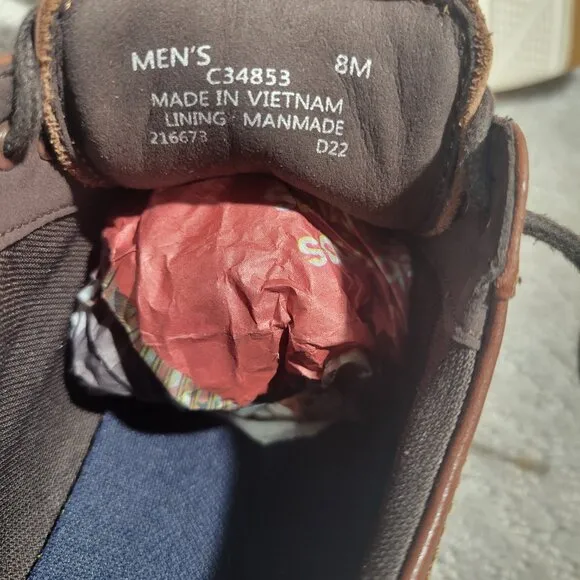 MEN'S 8M
C34853
MADE IN VIETNAM
LINING MANMADE
216673 D22